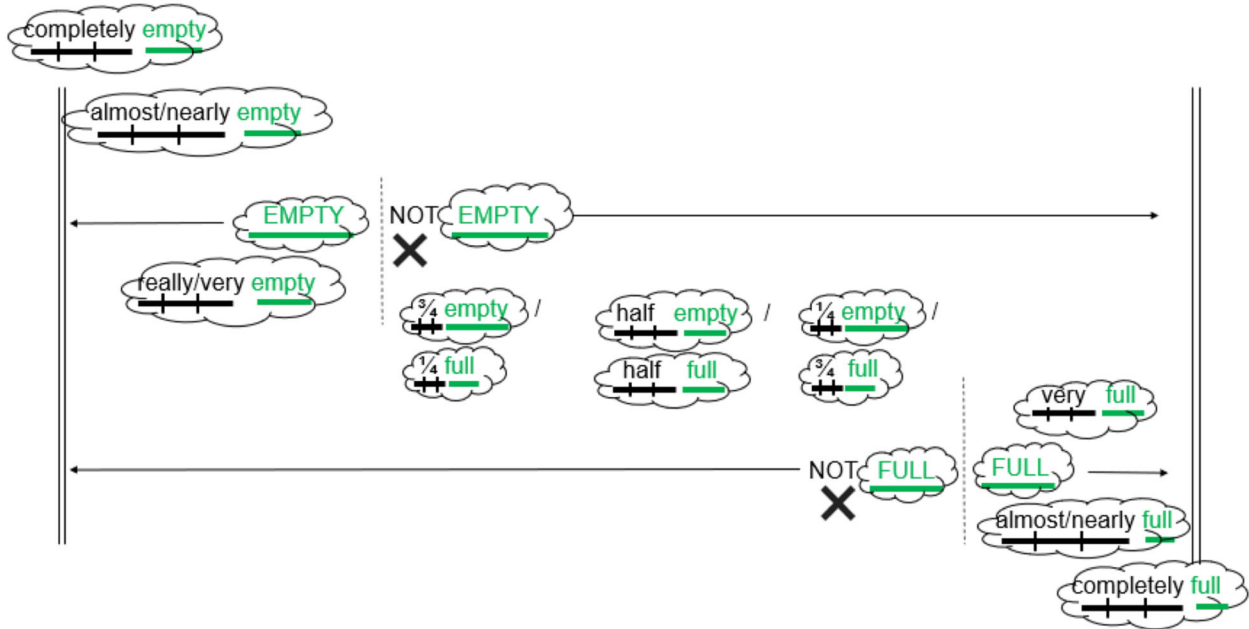 completely empty
almost/nearly empty
EMPTY NOT EMPTY
really/very empty
¾ empty / half empty / ¼ empty /
¼ full half full ¾ full
very full
NOT FULL FULL
almost/nearly full
completely full